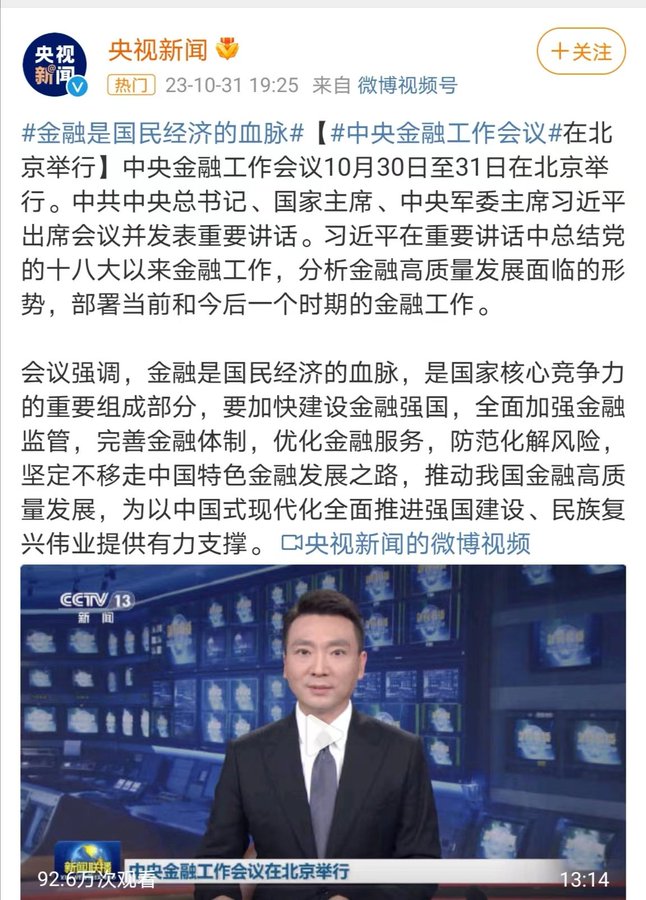 央视新闻
央视
新闻
+关注
热门 23-10-31 19:25 来自 微博视频号
#金融是国民经济的血脉#【#中央金融工作会议#在北
京举行】中央金融工作会议10月30日至31日在北京举
行。中共中央总书记、国家主席、中央军委主席习近平
出席会议并发表重要讲话。习近平在重要讲话中总结党
的十八大以来金融工作，分析金融高质量发展面临的形
势，部署当前和今后一个时期的金融工作。
会议强调，金融是国民经济的血脉，是国家核心竞争力
的重要组成部分，要加快建设金融强国，全面加强金融
监管，完善金融体制，优化金融服务，防范化解风险，
坚定不移走中国特色金融发展之路，推动我国金融高质
量发展，为以中国式现代化全面推进强国建设、民族复
兴伟业提供有力支撑。 央视新闻的微博视频
CCTV 13
新闻
新闻联播
中央金融工作会议在北京举行
92.6万次观看
13:14